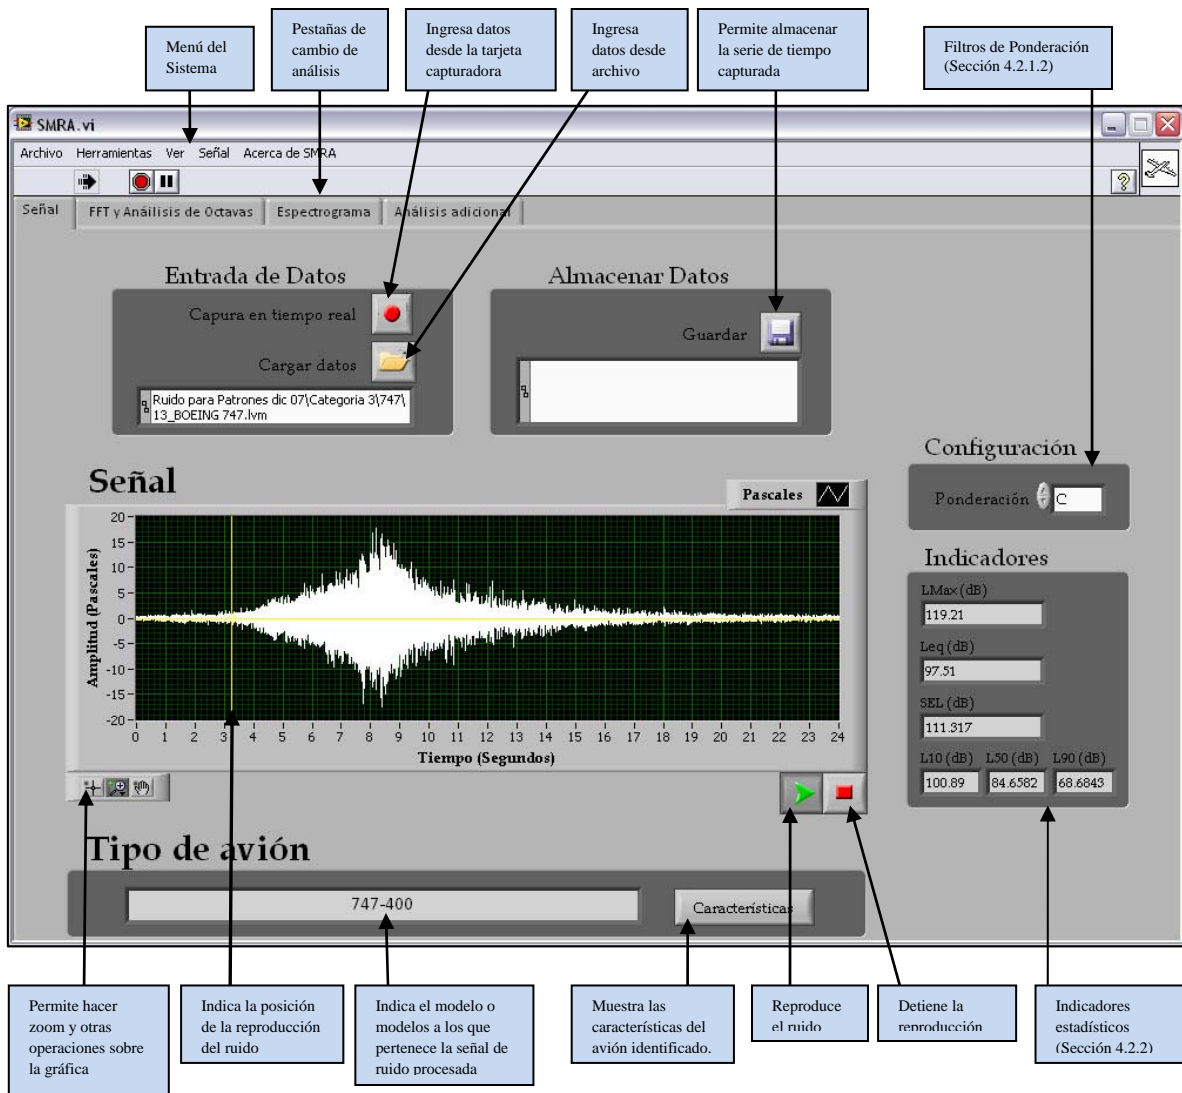 Menú del
Sistema
Pestañas de
cambio de
análisis
Ingresa datos
desde la tarjeta
capturadora
Ingresa
datos desde
archivo
Permite almacenar
la serie de tiempo
capturada
Filtros de Ponderación
(Sección 4.2.1.2)
SMRA.vi
Archivo Herramientas Ver Señal Acerca de SMRA
Señal FFT y Anáilisis de Octavas Espectrograma Análisis adicional
Entrada de Datos
Capura en tiempo real
Cargar datos
Ruido para Patrones dic 07\Categoria 3\747\
13_BOEING 747.lvm
Almacenar Datos
Guardar
Configuración
Ponderación C
Señal
Pascales
Amplitud (Pascales)
20
15
10
5
0
-5
-10
-15
-20
0 1 2 3 4 5 6 7 8 9 10 11 12 13 14 15 16 17 18 19 20 21 22 23 24
Tiempo (Segundos)
Indicadores
LMax (dB)
119.21
Leq (dB)
97.51
SEL (dB)
111.317
L10 (dB) L50 (dB) L90 (dB)
100.89 84.6582 68.6843
Tipo de avión
747-400
Características
Permite hacer
zoom y otras
operaciones sobre
la gráfica
Indica la posición
de la reproducción
del ruido
Indica el modelo o
modelos a los que
pertenece la señal de
ruido procesada
Muestra las
características del
avión identificado.
Reproduce
el ruido
Detiene la
reproducción
Indicadores
estadísticos
(Sección 4.2.2)